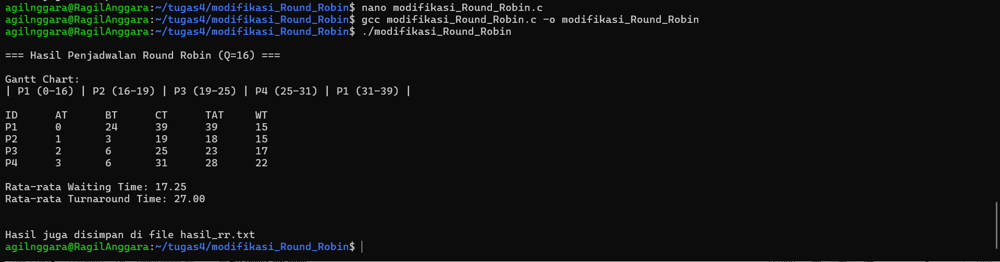 agilnggara@RagilAnggara:~/tugas4/modifikasi_Round_Robin$ nano modifikasi_Round_Robin.c
agilnggara@RagilAnggara:~/tugas4/modifikasi_Round_Robin$ gcc modifikasi_Round_Robin.c -o modifikasi_Round_Robin
agilnggara@RagilAnggara:~/tugas4/modifikasi_Round_Robin$ ./modifikasi_Round_Robin
=== Hasil Penjadwalan Round Robin (Q=16) ===
Gantt Chart:
| P1 (0-16) | P2 (16-19) | P3 (19-25) | P4 (25-31) | P1 (31-39) |
ID AT BT CT TAT WT
P1 0 24 39 39 15
P2 1 3 19 18 15
P3 2 6 25 23 17
P4 3 6 31 28 22
Rata-rata Waiting Time: 17.25
Rata-rata Turnaround Time: 27.00
Hasil juga disimpan di file hasil_rr.txt
agilnggara@RagilAnggara:~/tugas4/modifikasi_Round_Robin$